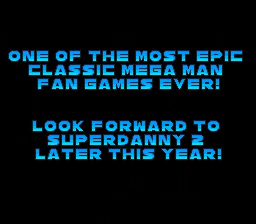 ONE OF THE MOST EPIC
CLASSIC MEGA MAN
FAN GAMES EVER!
LOOK FORWARD TO
SUPERDANNY 2
LATER THIS YEAR!